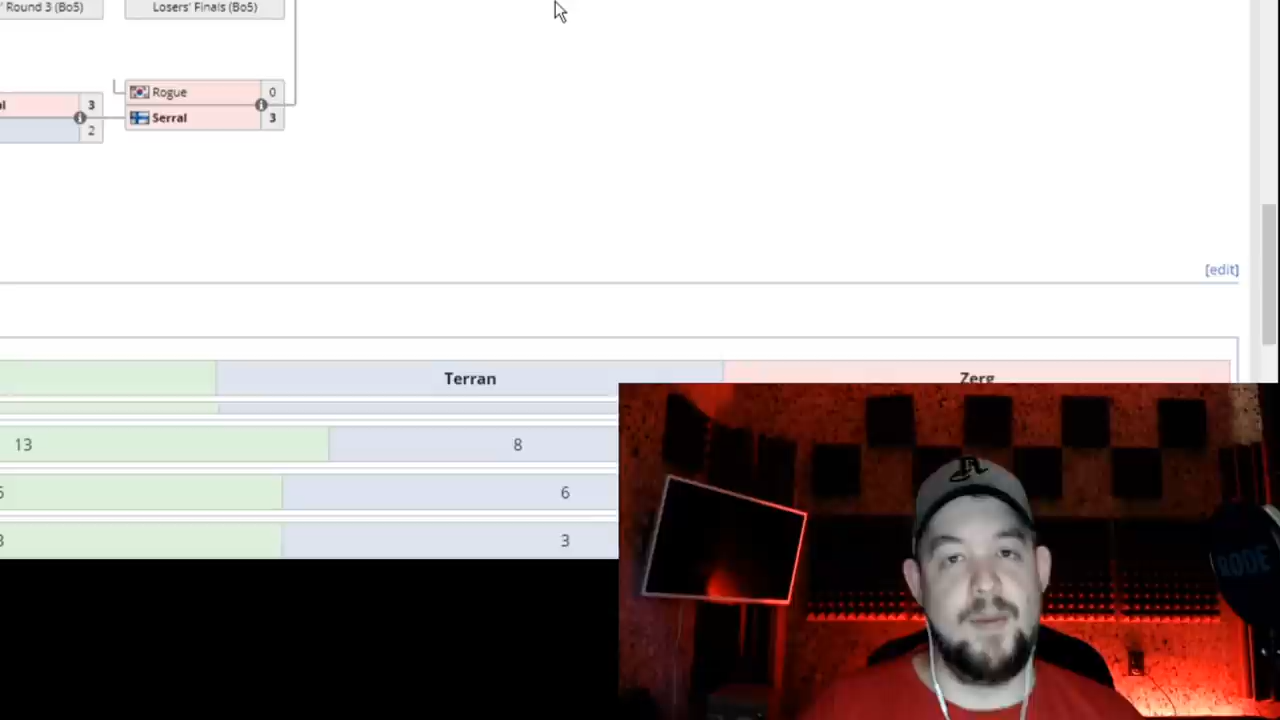 ' Round 3 (Bo5)
Losers' Finals (Bo5)
Rogue 0
3
Serral 3
2
[edit]
Terran
Zerg
13 8
6
3
RODE